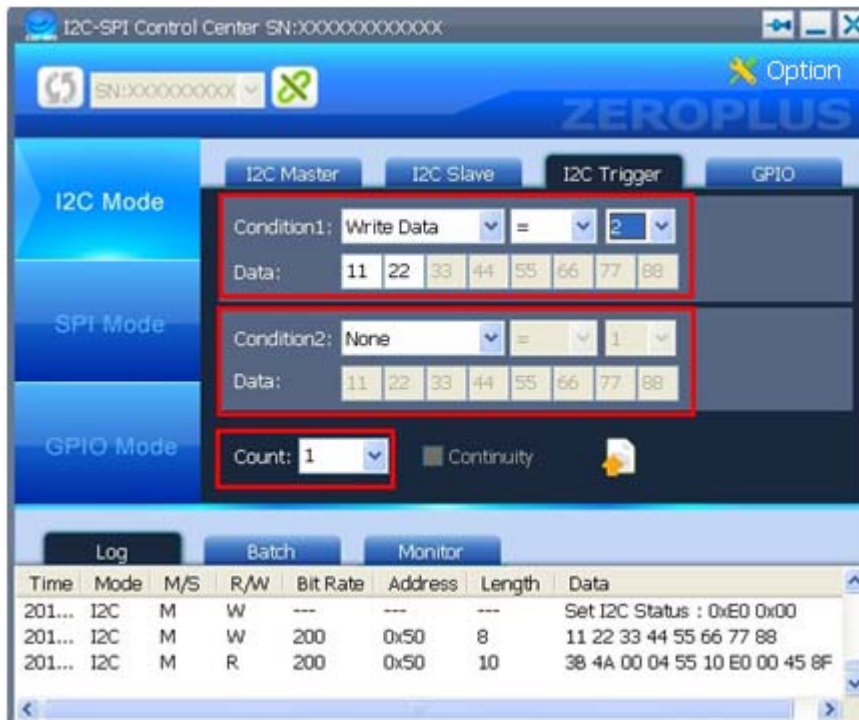 I2C-SPI Control Center SN:XXXXXXXXXXXX
SN:XXXXXXXXXX
Option
ZEROPLUS
I2C Mode
SPI Mode
GPIO Mode
I2C Master I2C Slave I2C Trigger GPIO
Condition1: Write Data = 2
Data: 11 22 33 44 55 66 77 88
Condition2: None = 1
Data: 11 22 33 44 55 66 77 88
Count: 1 Continuity
Log Batch Monitor
Time Mode M/S R/W Bit Rate Address Length Data
201... I2C M W --- --- --- Set I2C Status : 0xE0 0x00
201... I2C M W 200 0x50 8 11 22 33 44 55 66 77 88
201... I2C M R 200 0x50 10 38 4A 00 04 55 10 E0 00 45 8F